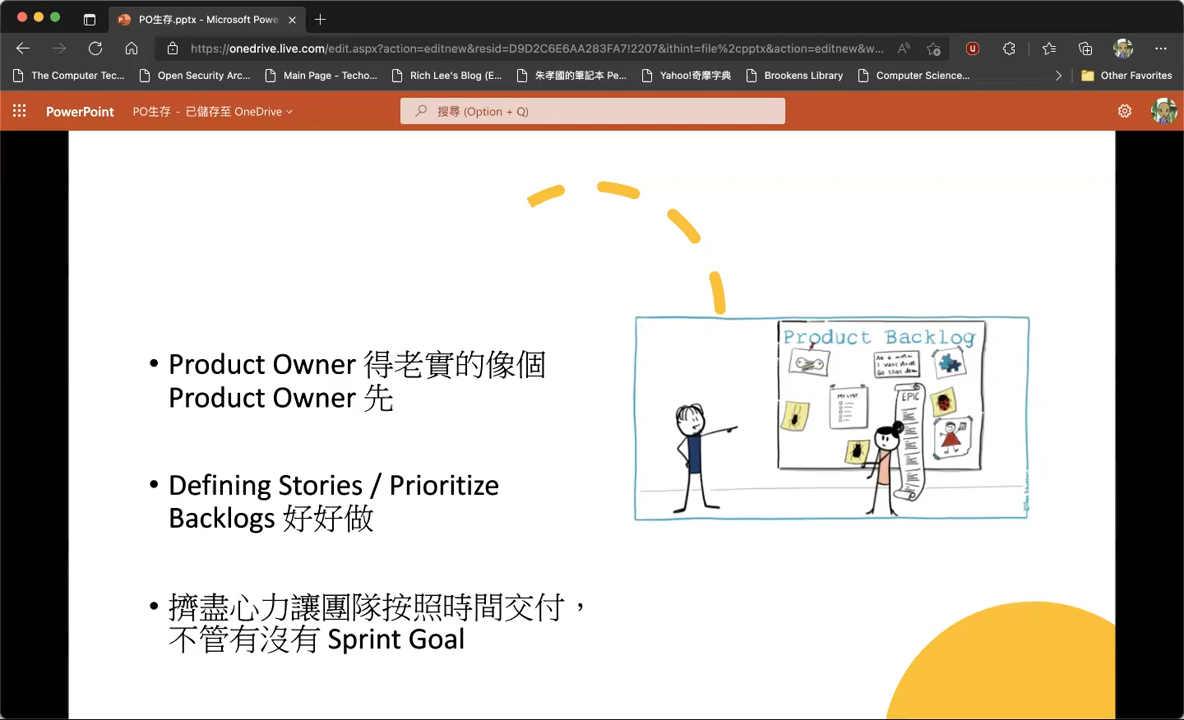 PO生存.pptx - Microsoft Powe
https://onedrive.live.com/edit.aspx?action=editnew&resid=D9D2C6E6AA283FA7!2207&ithint=file%2cpptx&action=editnew&w...
The Computer Tec...
Open Security Arc...
Main Page - Techo...
Rich Lee's Blog (E...
朱孝國的筆記本 Pe...
Yahoo!奇摩字典
Brookens Library
Computer Science...
Other Favorites
PowerPoint
PO生存 - 已儲存至 OneDrive
搜尋 (Option + Q)
Product Backlog
MY LIST
EPIC
• Product Owner 得老實的像個
Product Owner 先
• Defining Stories / Prioritize
Backlogs 好好做
• 擠盡心力讓團隊按照時間交付，
不管有沒有 Sprint Goal